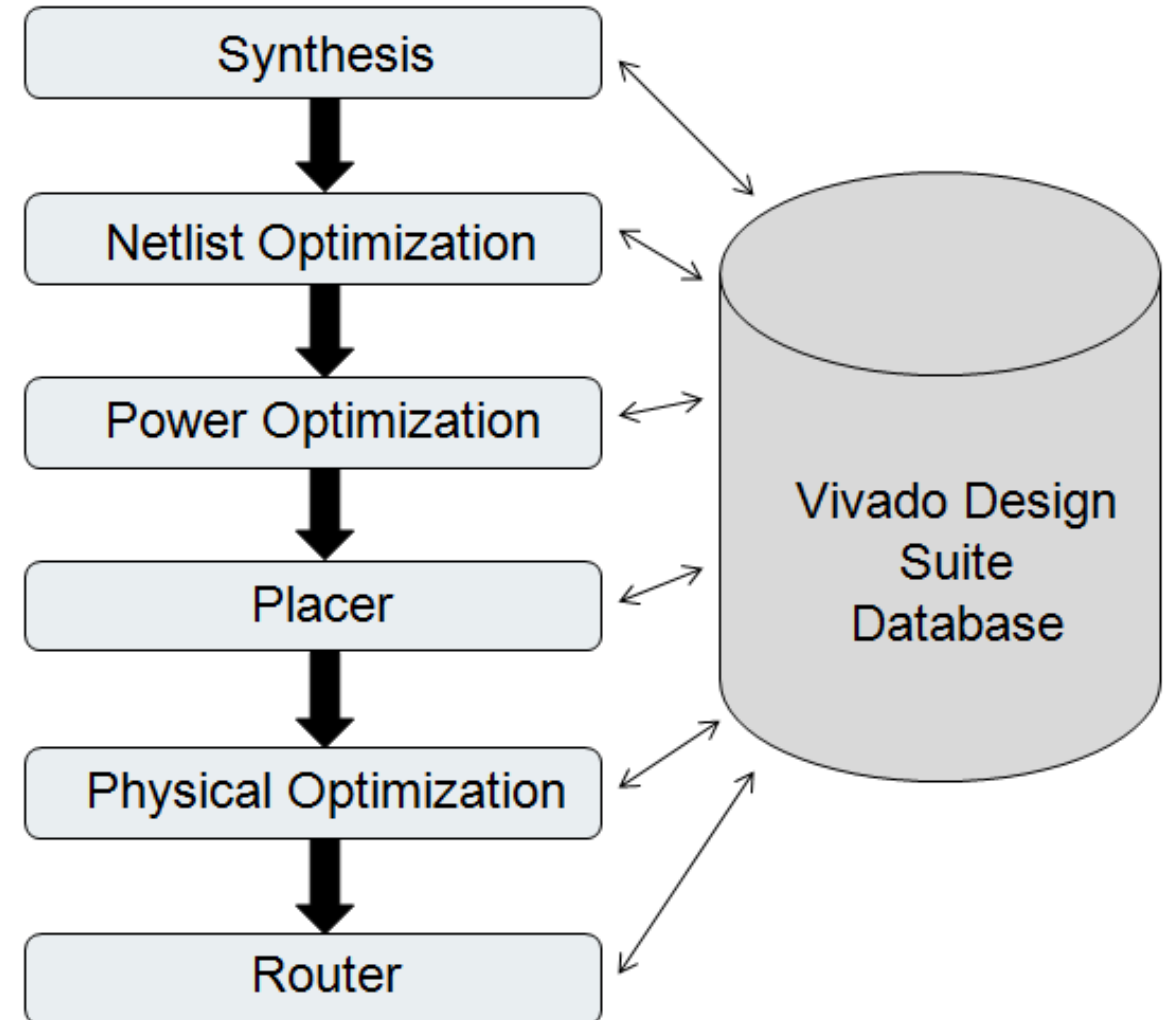 Synthesis
Netlist Optimization
Power Optimization
Placer
Physical Optimization
Router
Vivado Design
Suite
Database